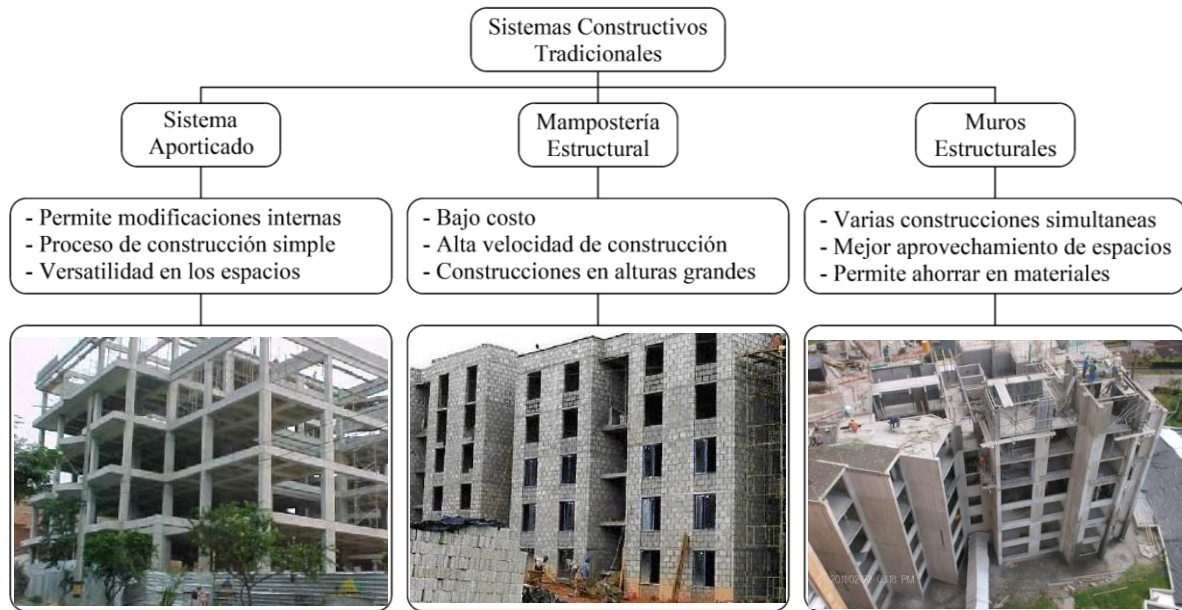 Sistemas Constructivos
Tradicionales
Sistema
Aporticado
Mampostería
Estructural
Muros
Estructurales
- Permite modificaciones internas
- Proceso de construcción simple
- Versatilidad en los espacios
- Bajo costo
- Alta velocidad de construcción
- Construcciones en alturas grandes
- Varias construcciones simultaneas
- Mejor aprovechamiento de espacios
- Permite ahorrar en materiales